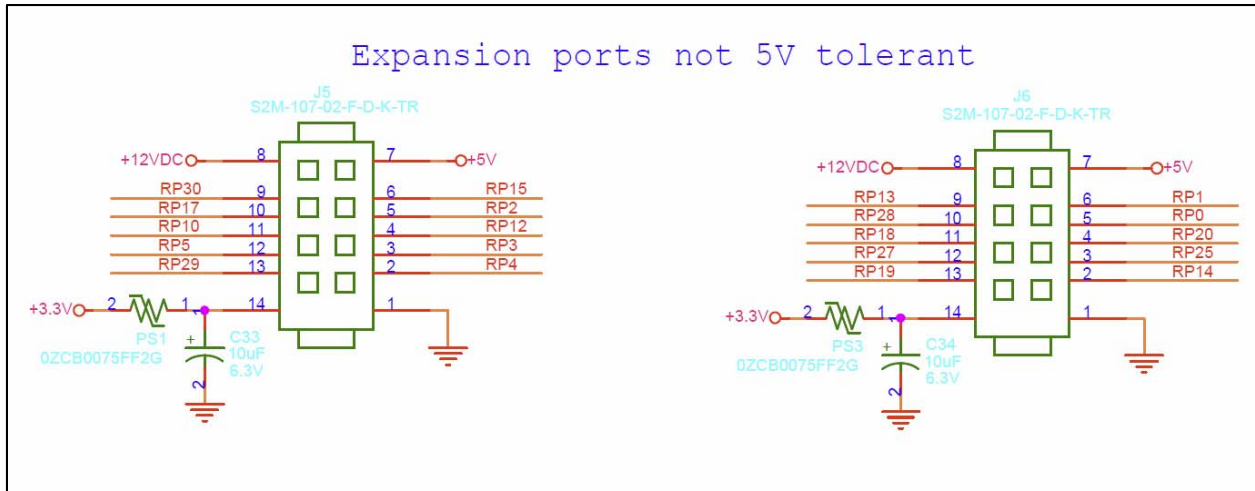 Expansion ports not 5V tolerant
J5
S2M-107-02-F-D-K-TR
+12VDC 8 7 +5V
RP30 9 6 RP15
RP17 10 5 RP2
RP10 11 4 RP12
RP5 12 3 RP3
RP29 13 2 RP4
+3.3V 2 1 14 1
PS1
0ZCB0075FF2G
1
+
C33
10uF
6.3V
2
J6
S2M-107-02-F-D-K-TR
+12VDC 8 7 +5V
RP13 9 6 RP1
RP28 10 5 RP0
RP18 11 4 RP20
RP27 12 3 RP25
RP19 13 2 RP14
+3.3V 2 1 14 1
PS3
0ZCB0075FF2G
1
+
C34
10uF
6.3V
2